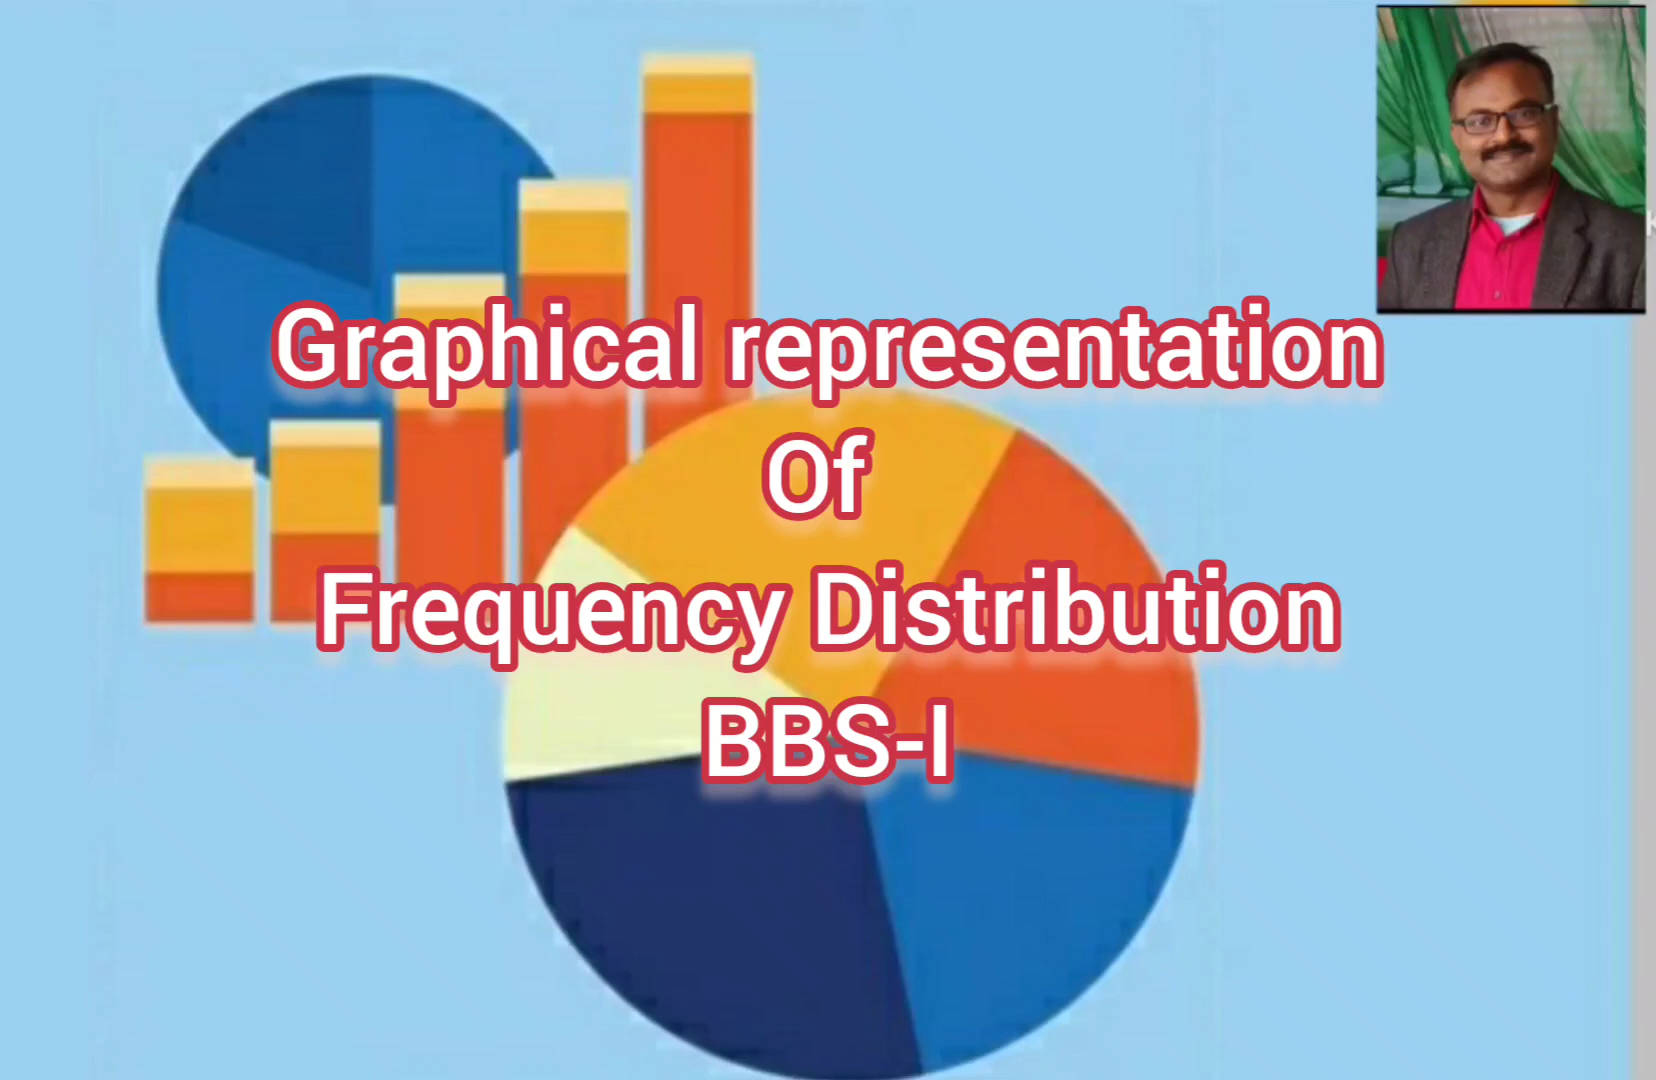 Graphical representation
Of
Frequency Distribution
BBS-I